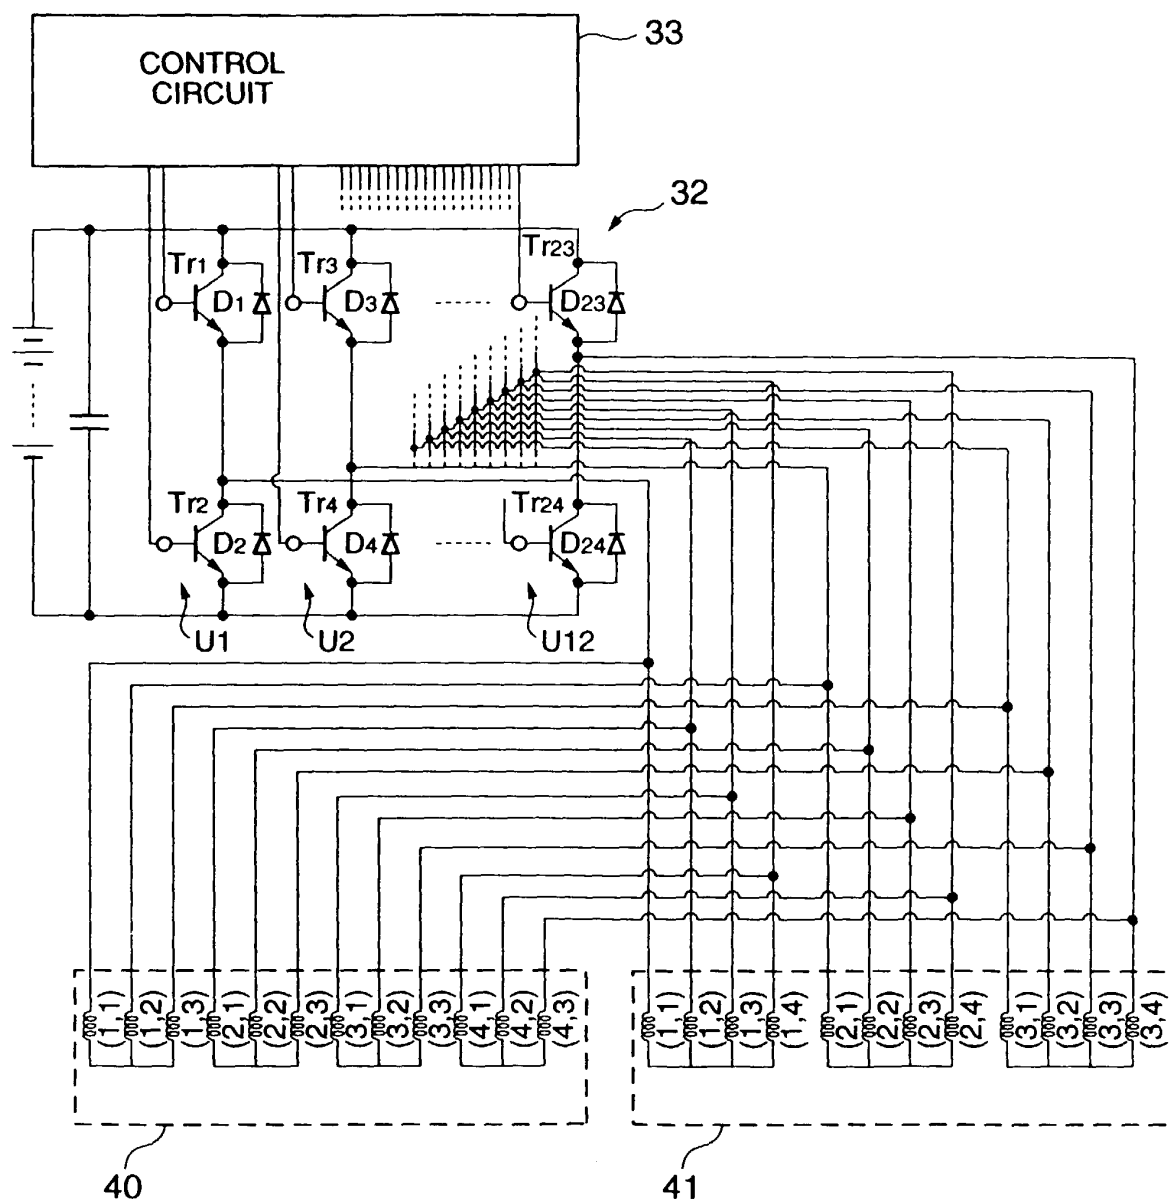 33
CONTROL
CIRCUIT
32
Tr1 Tr3 Tr23
D1 D3 D23
Tr2 Tr4 Tr24
D2 D4 D24
U1 U2 U12
(1,1) (1,2) (1,3) (2,1) (2,2) (2,3) (3,1) (3,2) (3,3) (4,1) (4,2) (4,3)
(1,1) (1,2) (1,3) (1,4) (2,1) (2,2) (2,3) (2,4) (3,1) (3,2) (3,3) (3,4)
40 41